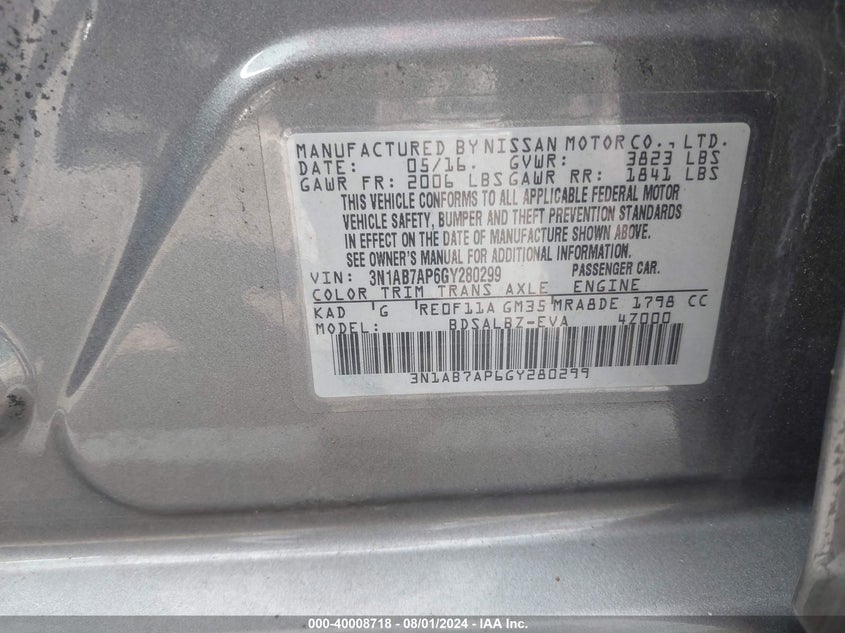 MANUFACTURED BY NISSAN MOTOR CO., LTD.
DATE: 05/16. GVWR: 3823 LBS
GAWR FR: 2006 LBS GAWR RR: 1841 LBS
THIS VEHICLE CONFORMS TO ALL APPLICABLE FEDERAL MOTOR
VEHICLE SAFETY, BUMPER AND THEFT PREVENTION STANDARDS
IN EFFECT ON THE DATE OF MANUFACTURE SHOWN ABOVE.
SEE OWNER'S MANUAL FOR ADDITIONAL INFORMATION.
VIN: 3N1AB7AP6GY280299 PASSENGER CAR.
COLOR TRIM TRANS AXLE ENGINE
KAD G RE0F11A GM35 MRA8DE 1798 CC
MODEL: BDSALBZ-EVA 4Z000
3N1AB7AP6GY280299
000-40008718 - 08/01/2024 - IAA Inc.